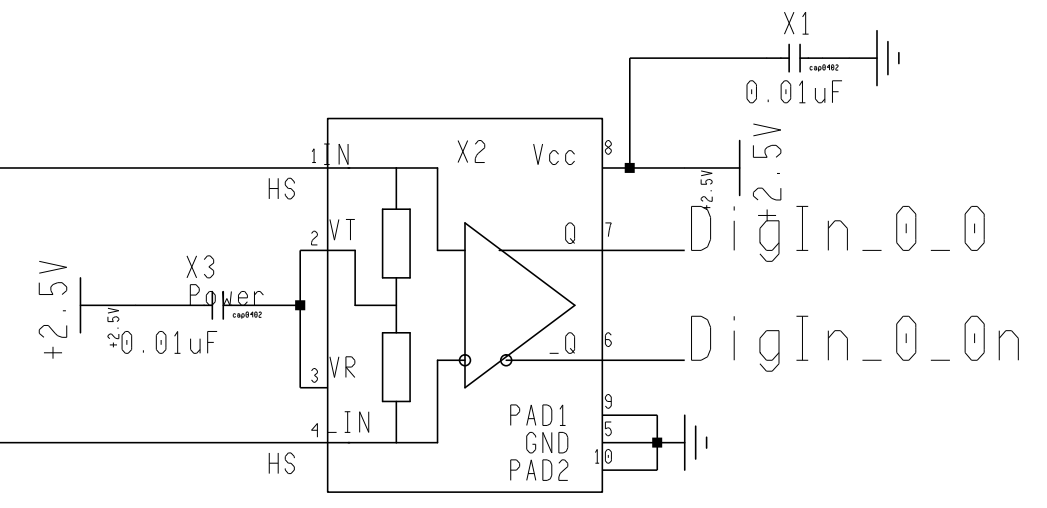 X1
cap0402
0.01uF
1 IN
X2
Vcc
8
+2.5V
+2.5V
HS
2 VT
Q
7
DigIn_0_0
+2.5V
X3
Power
cap0402
+2.5V
0.01uF
_Q
6
DigIn_0_0n
3 VR
9
PAD1
4 _IN
5
GND
10
PAD2
HS